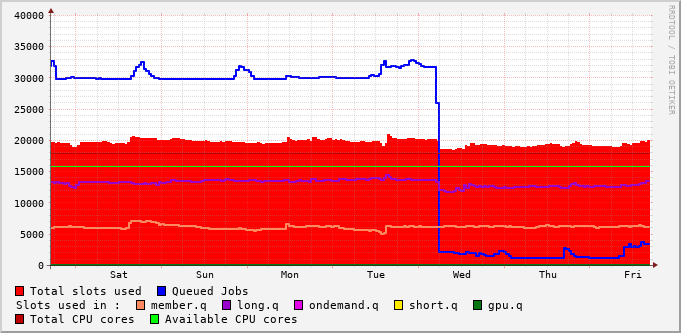 RRDTOOL / TOBI OETIKER
40000
35000
30000
25000
20000
15000
10000
5000
0
Sat Sun Mon Tue Wed Thu Fri
Total slots used Queued Jobs
Slots used in : member.q long.q ondemand.q short.q gpu.q
Total CPU cores Available CPU cores